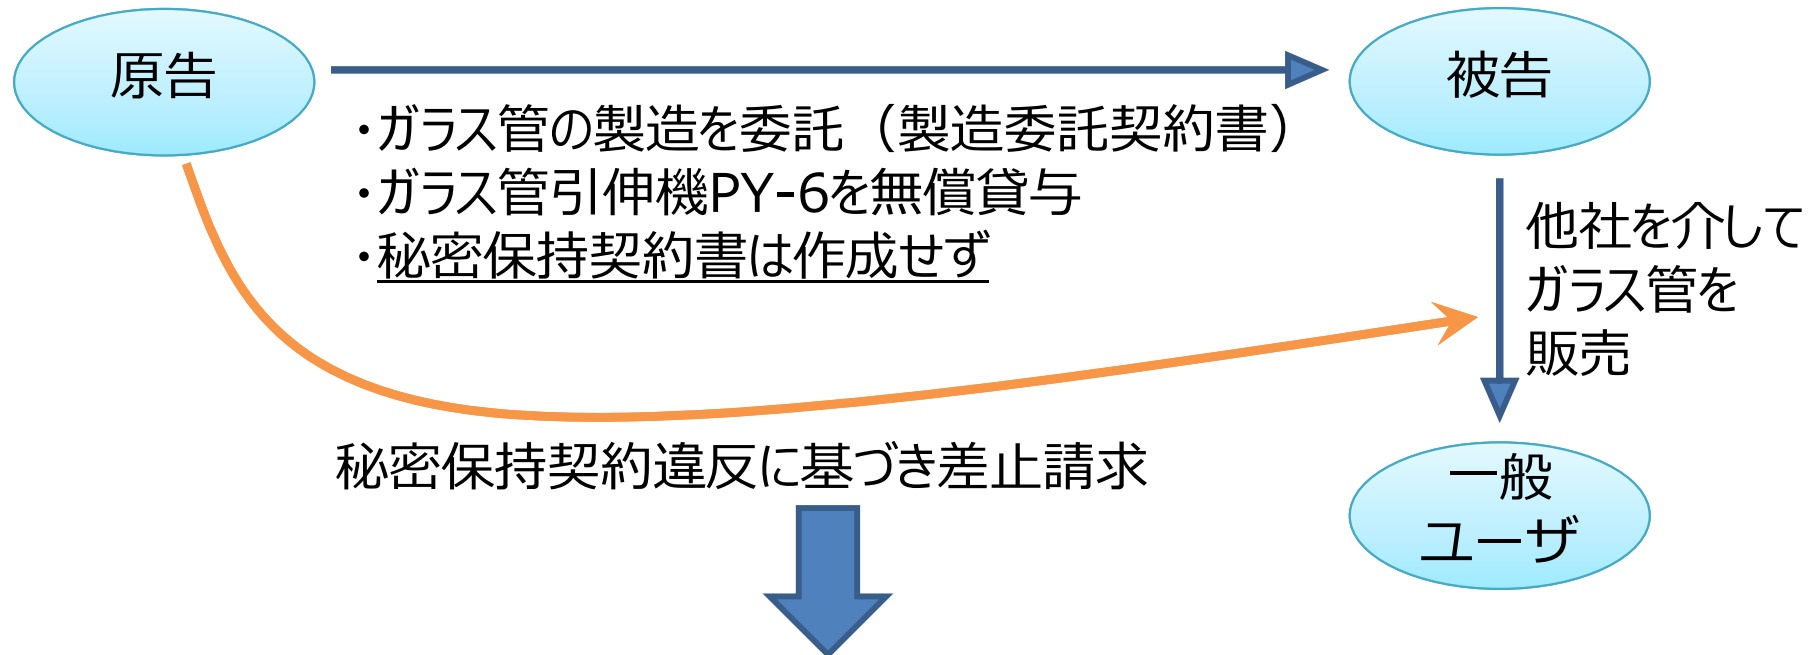 原告
被告
・ガラス管の製造を委託（製造委託契約書）
・ガラス管引伸機PY-6を無償貸与
・秘密保持契約書は作成せず
他社を介して
ガラス管を
販売
秘密保持契約違反に基づき差止請求
一般
ユーザ